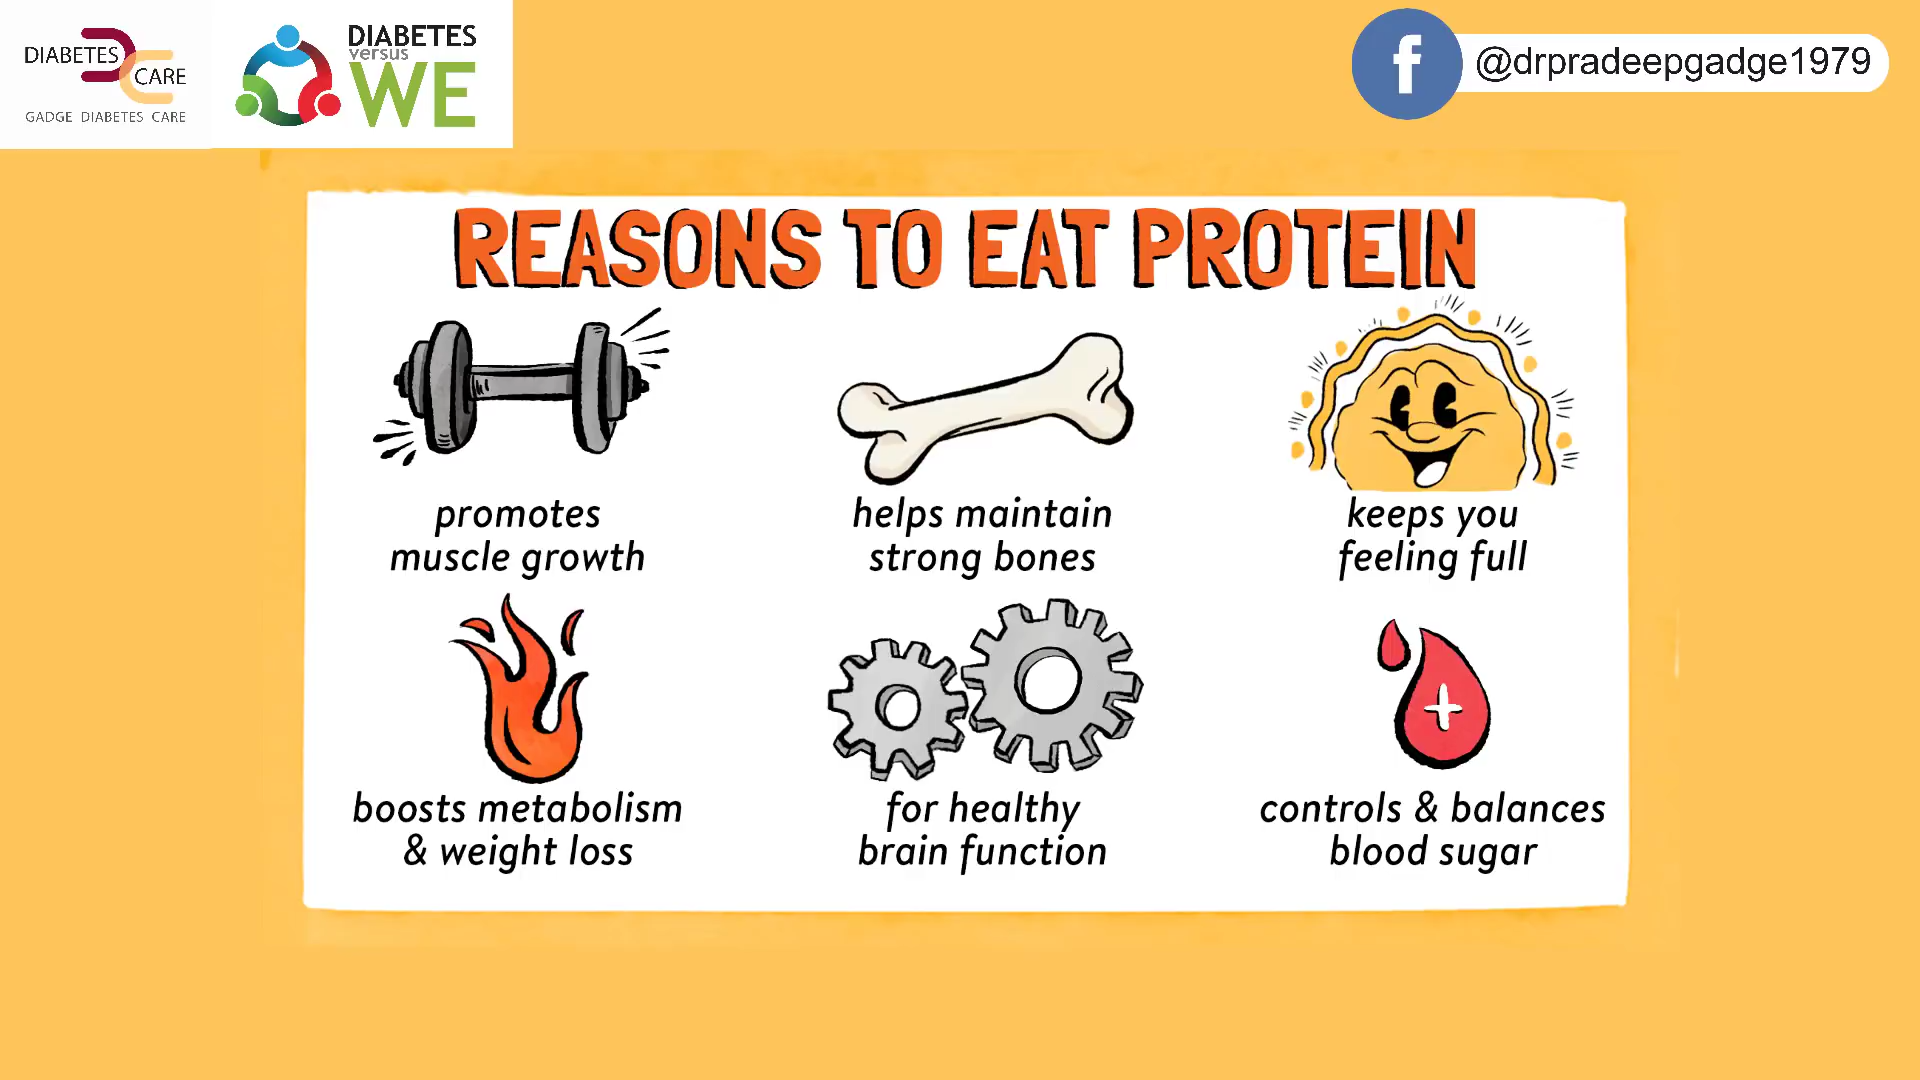 DIABETES
CARE
GADGE DIABETES CARE
DIABETES
versus
WE
f
@drpradeepgadge1979
REASONS TO EAT PROTEIN
promotes
muscle growth
helps maintain
strong bones
keeps you
feeling full
boosts metabolism
& weight loss
for healthy
brain function
controls & balances
blood sugar